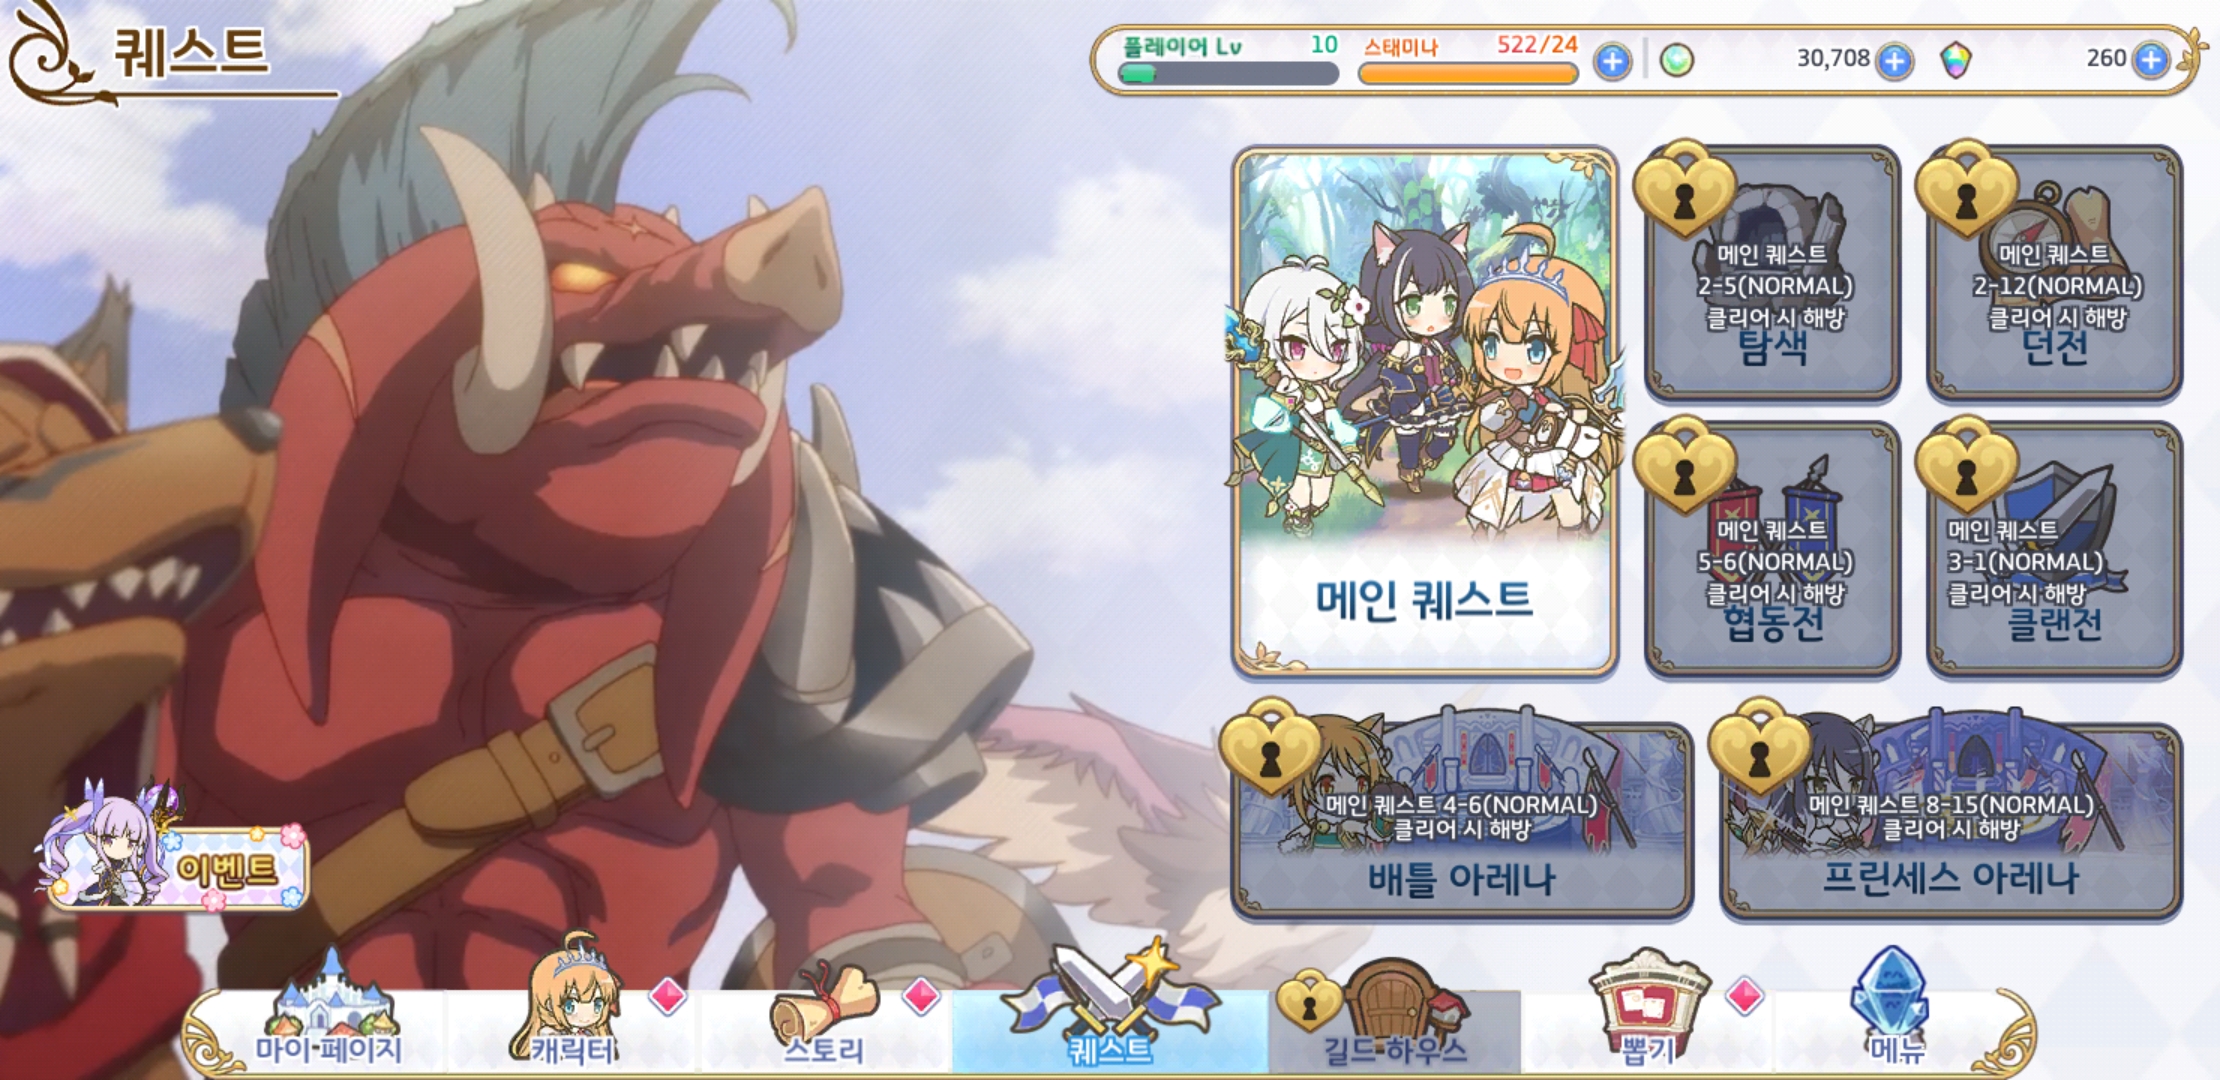 퀘스트
플레이어 Lv 10
스태미나 522/24
30,708
260
메인 퀘스트
메인 퀘스트
2-5(NORMAL)
클리어 시 해방
탐색
메인 퀘스트
2-12(NORMAL)
클리어 시 해방
던전
메인 퀘스트
5-6(NORMAL)
클리어 시 해방
협동전
메인 퀘스트
3-1(NORMAL)
클리어 시 해방
클랜전
메인 퀘스트 4-6(NORMAL)
클리어 시 해방
배틀 아레나
메인 퀘스트 8-15(NORMAL)
클리어 시 해방
프린세스 아레나
이벤트
마이 페이지
캐릭터
스토리
퀘스트
길드 하우스
뽑기
메뉴